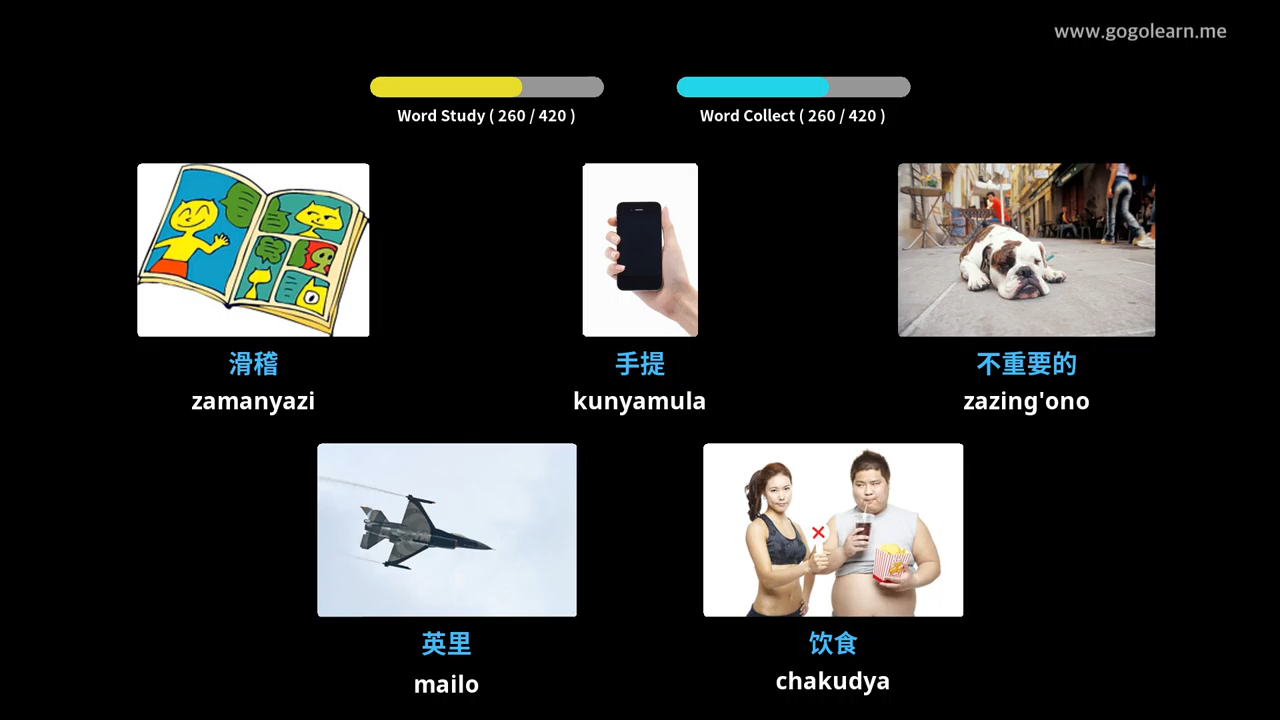 www.gogolearn.me
Word Study ( 260 / 420 )
Word Collect ( 260 / 420 )
滑稽
zamanyazi
手提
kunyamula
不重要的
zazing'ono
英里
mailo
饮食
chakudya